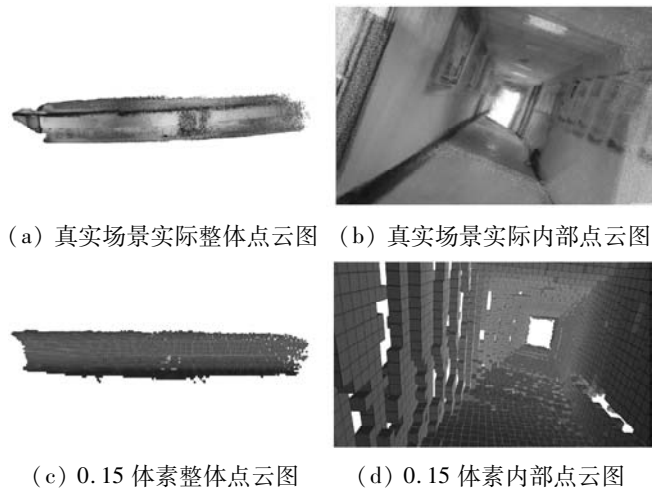 (a) 真实场景实际整体点云图
(b) 真实场景实际内部点云图
(c) 0.15 体素整体点云图
(d) 0.15 体素内部点云图